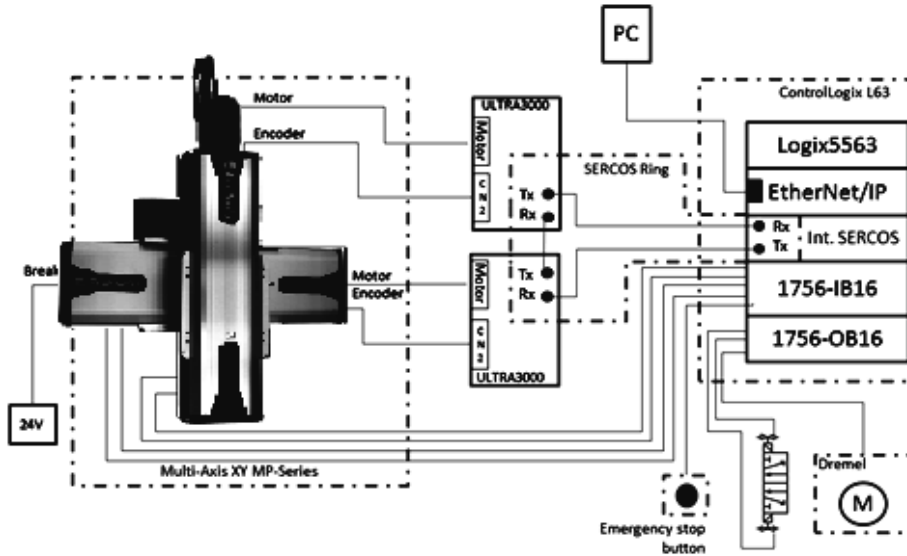 PC
ControlLogix L63
Motor
ULTRA3000
Motor
Logix5563
Encoder
SERCOS Ring
CN2
Tx
EtherNet/IP
Rx
Rx
Int. SERCOS
Tx
Break
Motor
Encoder
Motor
Tx
Rx
1756-IB16
CN2
1756-OB16
ULTRA3000
24V
Multi-Axis XY MP-Series
Dremel
M
Emergency stop
button